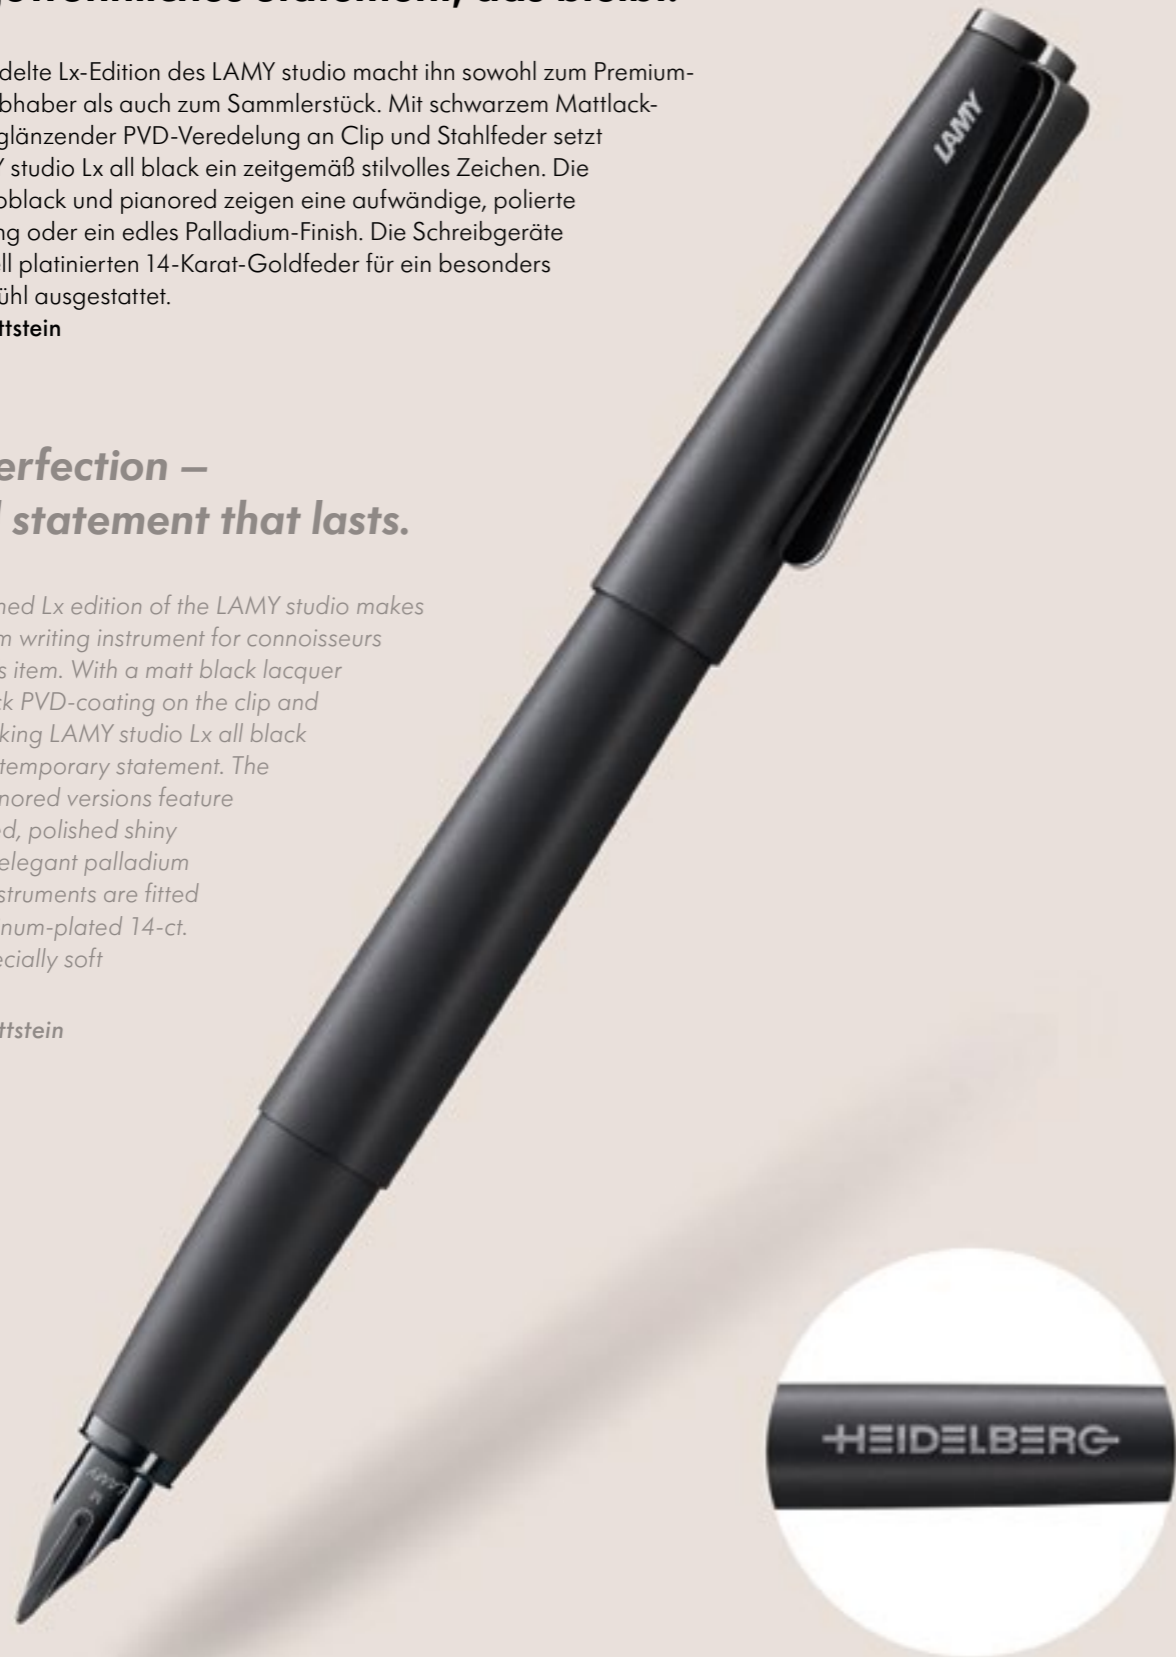 delte Lx-Edition des LAMY studio macht ihn sowohl zum Premium-
bhaber als auch zum Sammlerstück. Mit schwarzem Mattlack-
glänzender PVD-Veredelung an Clip und Stahlfeder setzt
Y studio Lx all black ein zeitgemäß stilvolles Zeichen. Die
oblack und pianored zeigen eine aufwändige, polierte
ng oder ein edles Palladium-Finish. Die Schreibgeräte
ll platinierten 14-Karat-Goldfeder für ein besonders
ühl ausgestattet.
ttstein
erfection –
statement that lasts.
ned Lx edition of the LAMY studio makes
m writing instrument for connoisseurs
s item. With a matt black lacquer
ck PVD-coating on the clip and
king LAMY studio Lx all black
temporary statement. The
nored versions feature
ed, polished shiny
elegant palladium
struments are fitted
num-plated 14-ct.
ecially soft
ttstein
LAMY
HEIDELBERG
LAMY
M